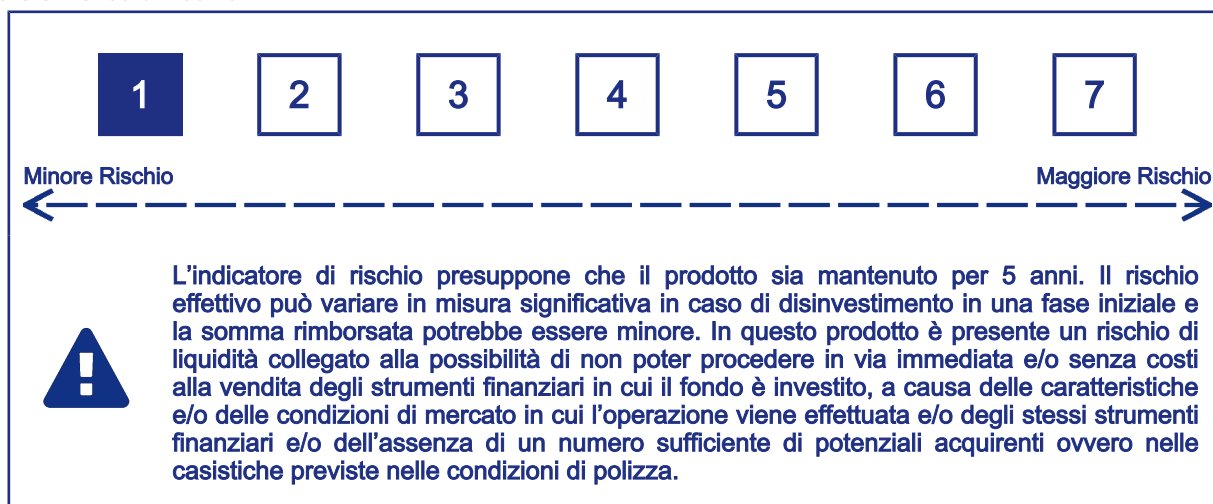 1 2 3 4 5 6 7
Minore Rischio Maggiore Rischio
L'indicatore di rischio presuppone che il prodotto sia mantenuto per 5 anni. Il rischio
effettivo può variare in misura significativa in caso di disinvestimento in una fase iniziale e
la somma rimborsata potrebbe essere minore. In questo prodotto è presente un rischio di
liquidità collegato alla possibilità di non poter procedere in via immediata e/o senza costi
alla vendita degli strumenti finanziari in cui il fondo è investito, a causa delle caratteristiche
e/o delle condizioni di mercato in cui l'operazione viene effettuata e/o degli stessi strumenti
finanziari e/o dell'assenza di un numero sufficiente di potenziali acquirenti ovvero nelle
casistiche previste nelle condizioni di polizza.